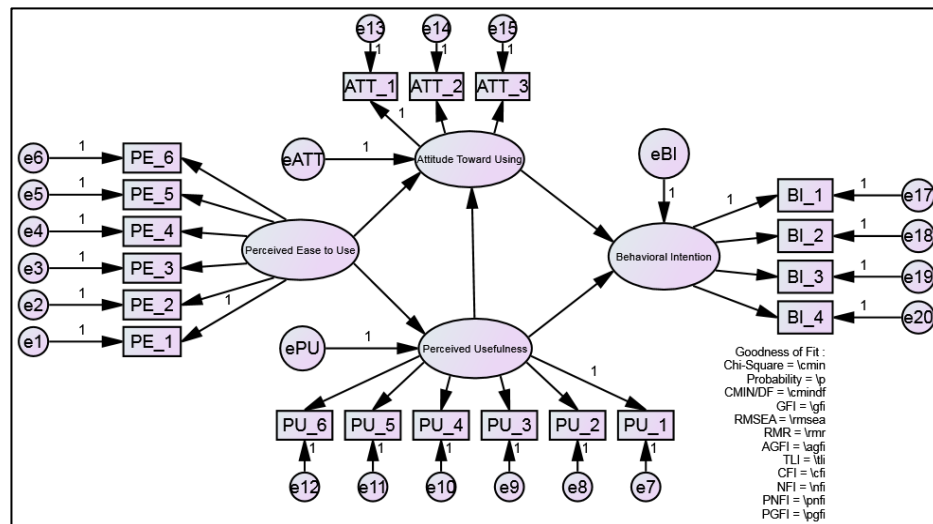 e13 e14 e15
1 1 1
ATT_1 ATT_2 ATT_3
1
eATT 1 Attitude Toward Using
eBI
1
e6 1 PE_6
e5 1 PE_5
e4 1 PE_4
e3 1 PE_3
e2 1 PE_2
e1 1 PE_1
1
Perceived Ease to Use
Behavioral Intention
1
BI_1 1 e17
BI_2 1 e18
BI_3 1 e19
BI_4 1 e20
ePU 1 Perceived Usefulness
1
PU_6 PU_5 PU_4 PU_3 PU_2 PU_1
1 1 1 1 1 1
e12 e11 e10 e9 e8 e7
Goodness of Fit :
Chi-Square = \cmin
Probability = \p
CMIN/DF = \cmindf
GFI = \gfi
RMSEA = \rmsea
RMR = \rmr
AGFI = \agfi
TLI = \tli
CFI = \cfi
NFI = \nfi
PNFI = \pnfi
PGFI = \pgfi